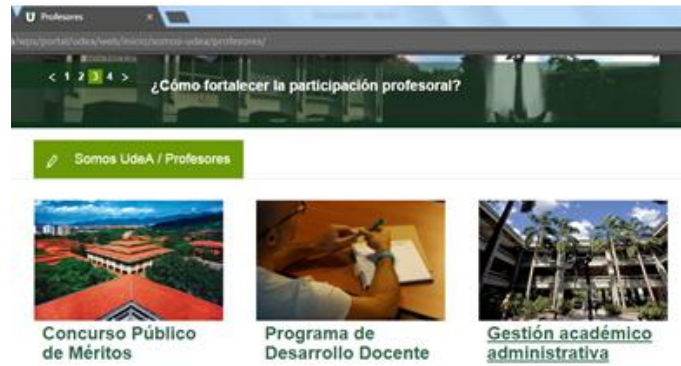 Profesores
/wps/portal/udea/web/inicio/somos-udea/profesores/
< 1 2 3 4 >
¿Cómo fortalecer la participación profesoral?
Somos UdeA / Profesores
Concurso Público
de Méritos
Programa de
Desarrollo Docente
Gestión académico
administrativa